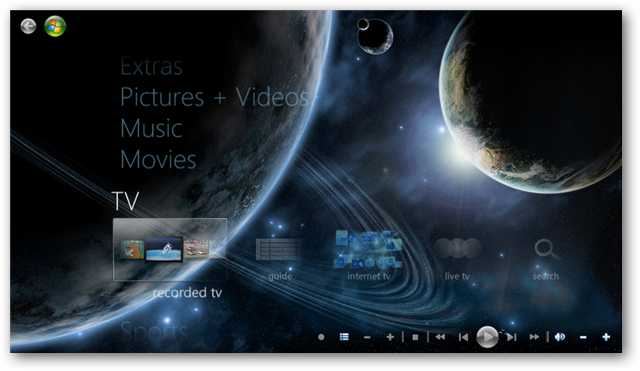 Extras
Pictures + Videos
Music
Movies
TV
recorded tv
guide
internet tv
live tv
search
Sports